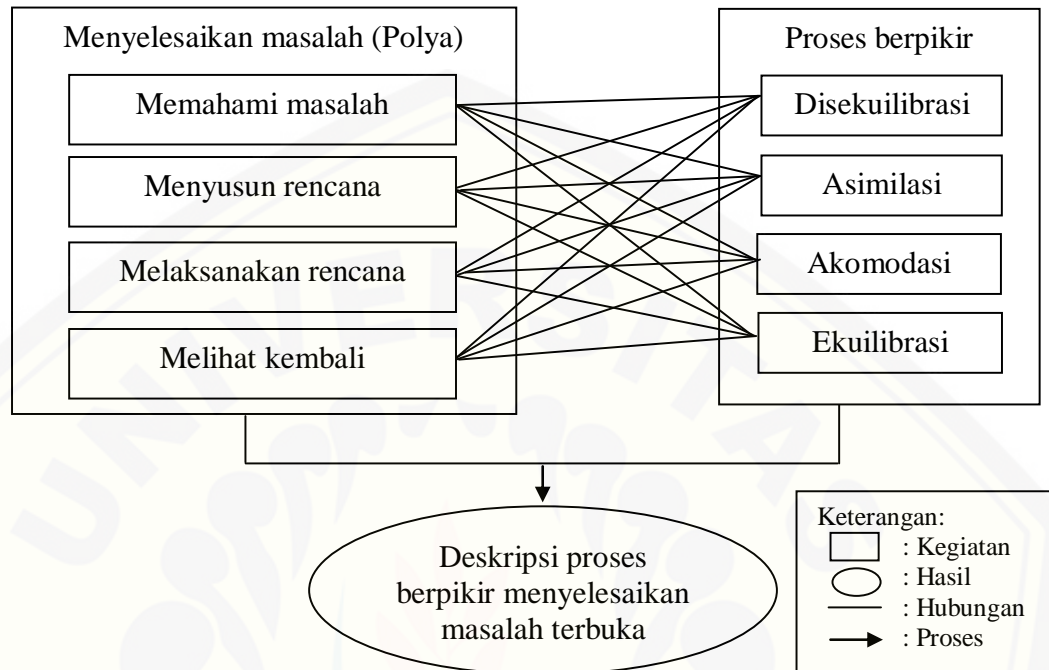 Menyelesaikan masalah (Polya)
Memahami masalah
Menyusun rencana
Melaksanakan rencana
Melihat kembali
Proses berpikir
Disekuilibrasi
Asimilasi
Akomodasi
Ekuilibrasi
Deskripsi proses
berpikir menyelesaikan
masalah terbuka
Keterangan:
: Kegiatan
: Hasil
: Hubungan
: Proses
UNIVERSITAS